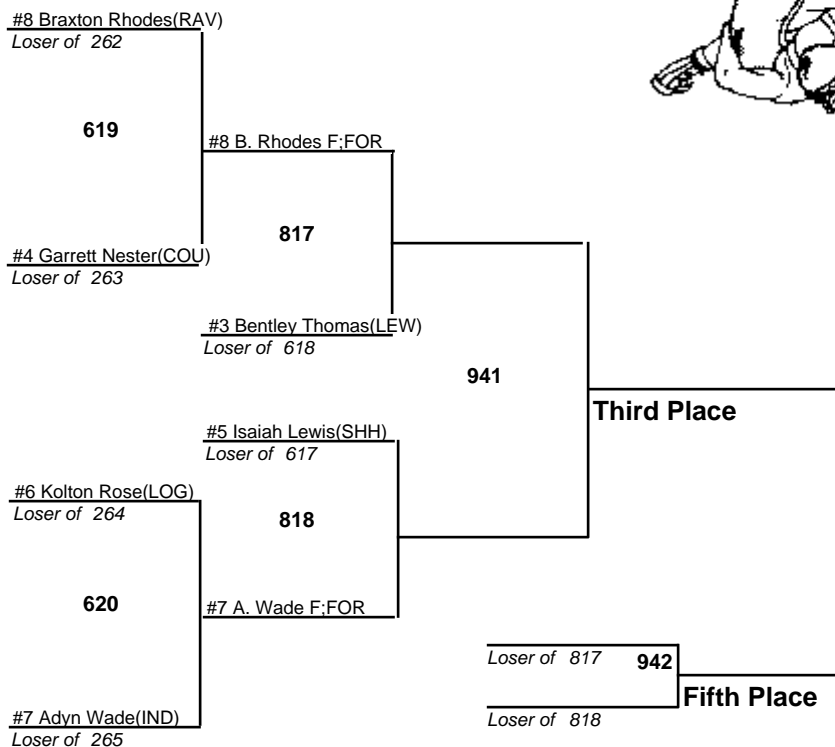 #8 Braxton Rhodes(RAV)
Loser of 262
619
#8 B. Rhodes F;FOR
817
#4 Garrett Nester(COU)
Loser of 263
#3 Bentley Thomas(LEW)
Loser of 618
941
Third Place
#5 Isaiah Lewis(SHH)
Loser of 617
#6 Kolton Rose(LOG)
Loser of 264
818
620
#7 A. Wade F;FOR
Loser of 817
942
Fifth Place
Loser of 818
#7 Adyn Wade(IND)
Loser of 265